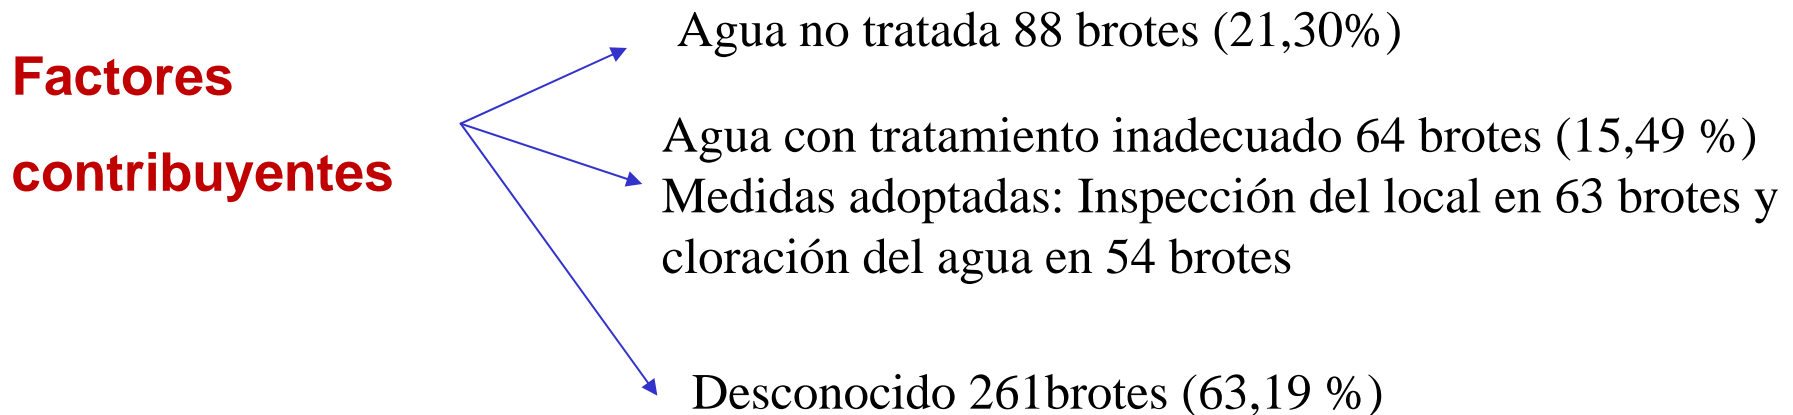 Factores
contribuyentes
Agua no tratada 88 brotes (21,30%)
Agua con tratamiento inadecuado 64 brotes (15,49 %)
Medidas adoptadas: Inspección del local en 63 brotes y
cloración del agua en 54 brotes
Desconocido 261brotes (63,19 %)